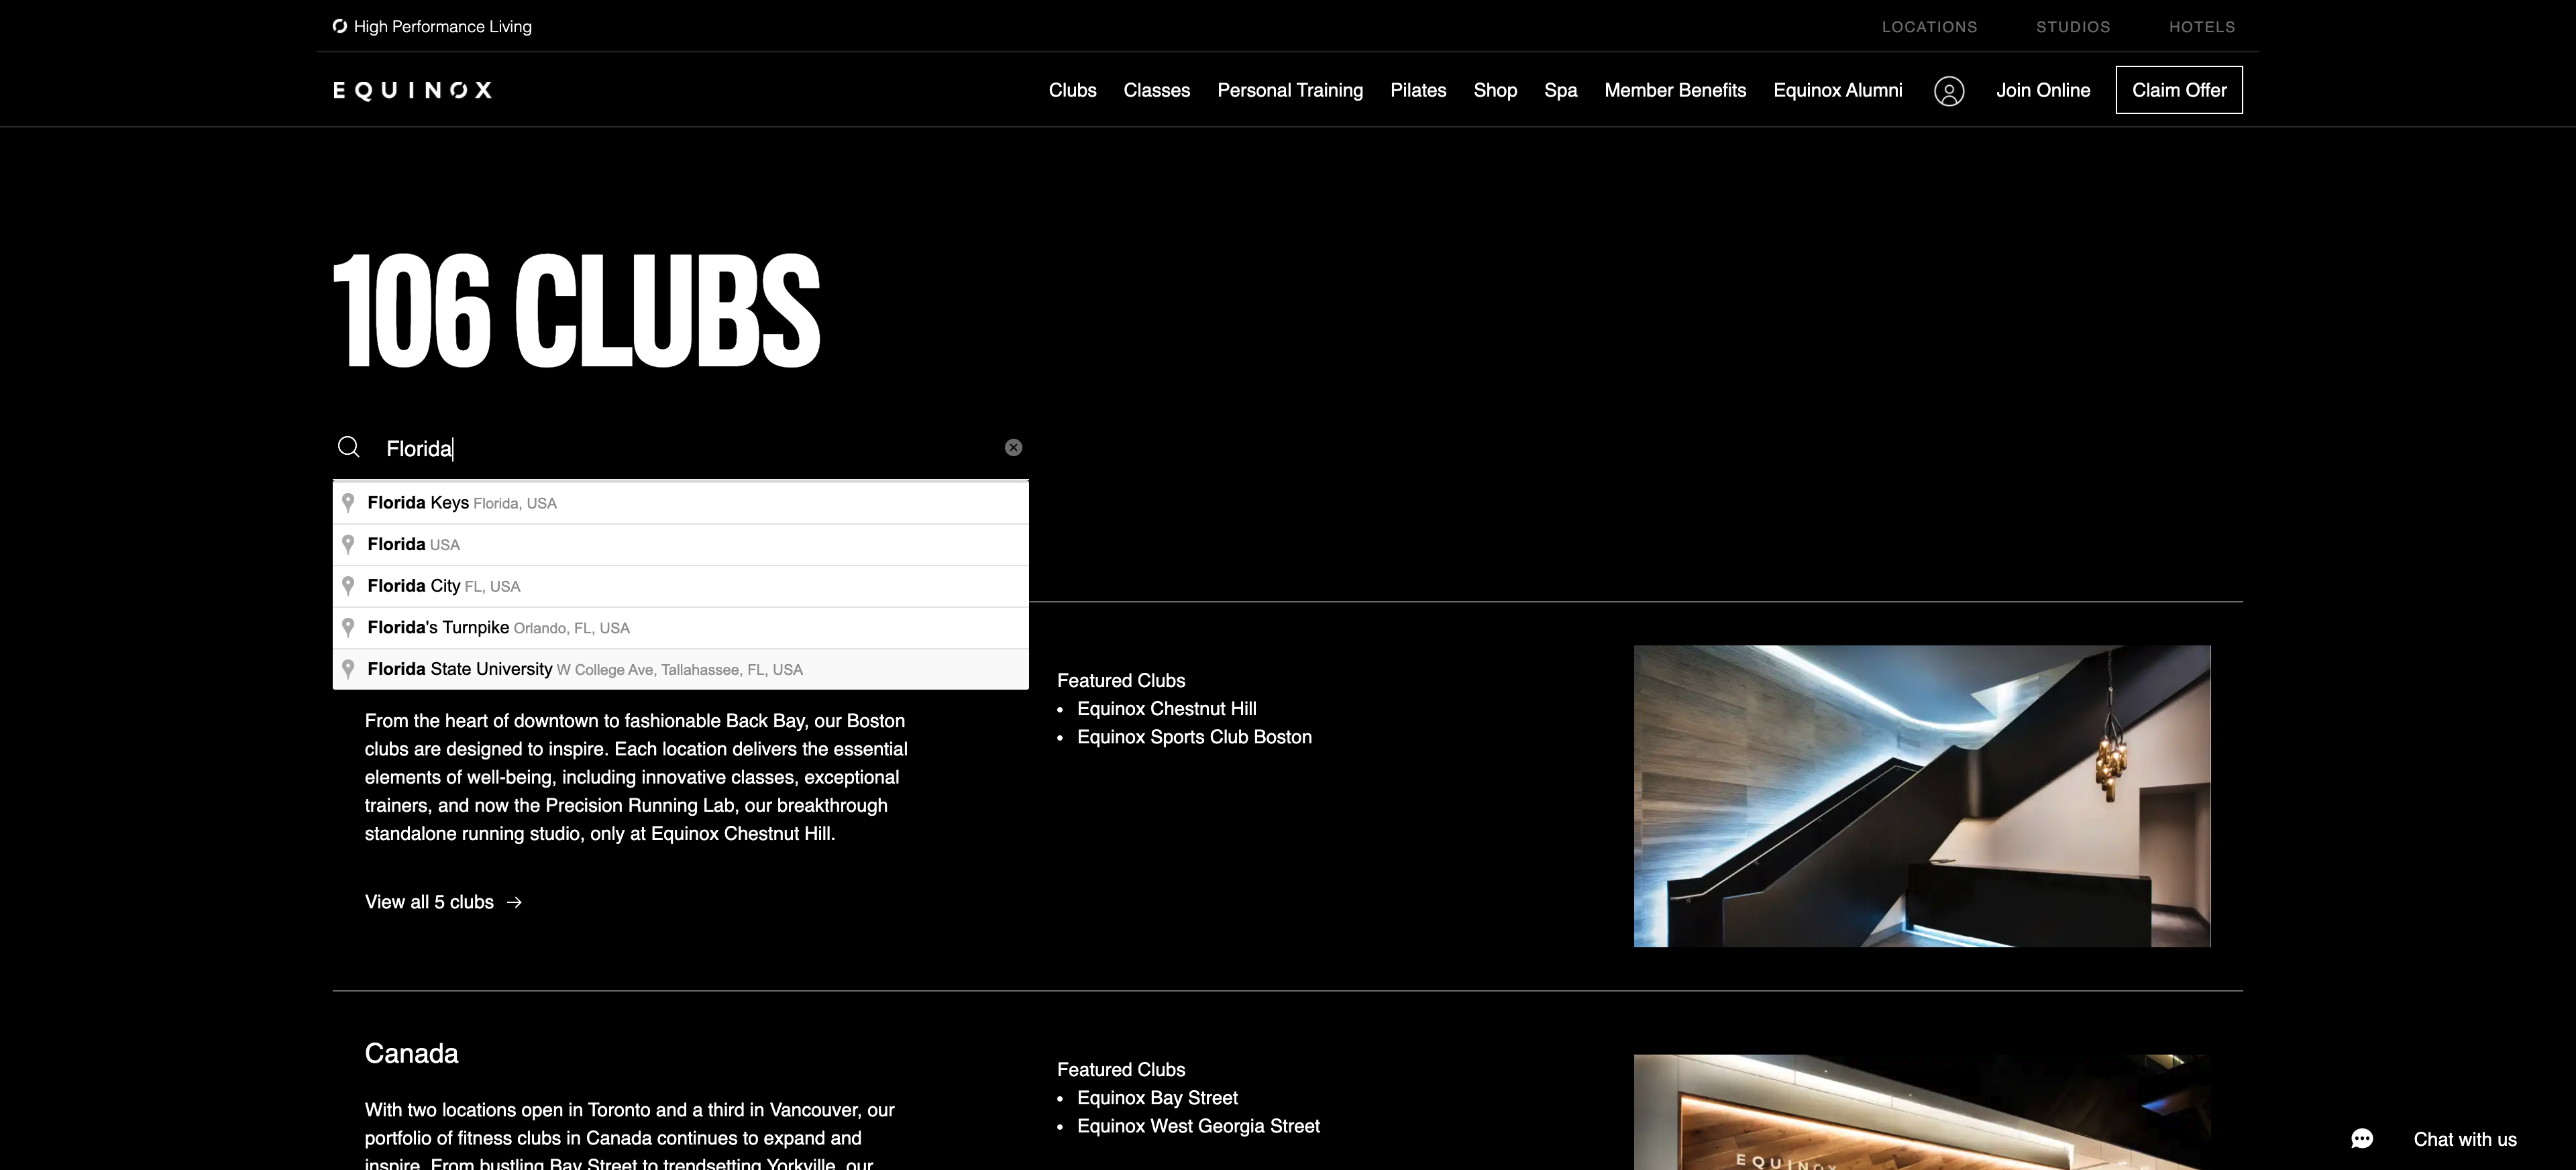 High Performance Living
LOCATIONS STUDIOS HOTELS
EQUINOX
Clubs Classes Personal Training Pilates Shop Spa Member Benefits Equinox Alumni Join Online Claim Offer
106 CLUBS
Florida
Florida Keys Florida, USA
Florida USA
Florida City FL, USA
Florida's Turnpike Orlando, FL, USA
Florida State University W College Ave, Tallahassee, FL, USA
From the heart of downtown to fashionable Back Bay, our Boston
clubs are designed to inspire. Each location delivers the essential
elements of well-being, including innovative classes, exceptional
trainers, and now the Precision Running Lab, our breakthrough
standalone running studio, only at Equinox Chestnut Hill.
View all 5 clubs
Featured Clubs
Equinox Chestnut Hill
Equinox Sports Club Boston
Canada
With two locations open in Toronto and a third in Vancouver, our
portfolio of fitness clubs in Canada continues to expand and
inspire. From bustling Bay Street to trendsetting Yorkville, our
Featured Clubs
Equinox Bay Street
Equinox West Georgia Street
EQUINOX
Chat with us